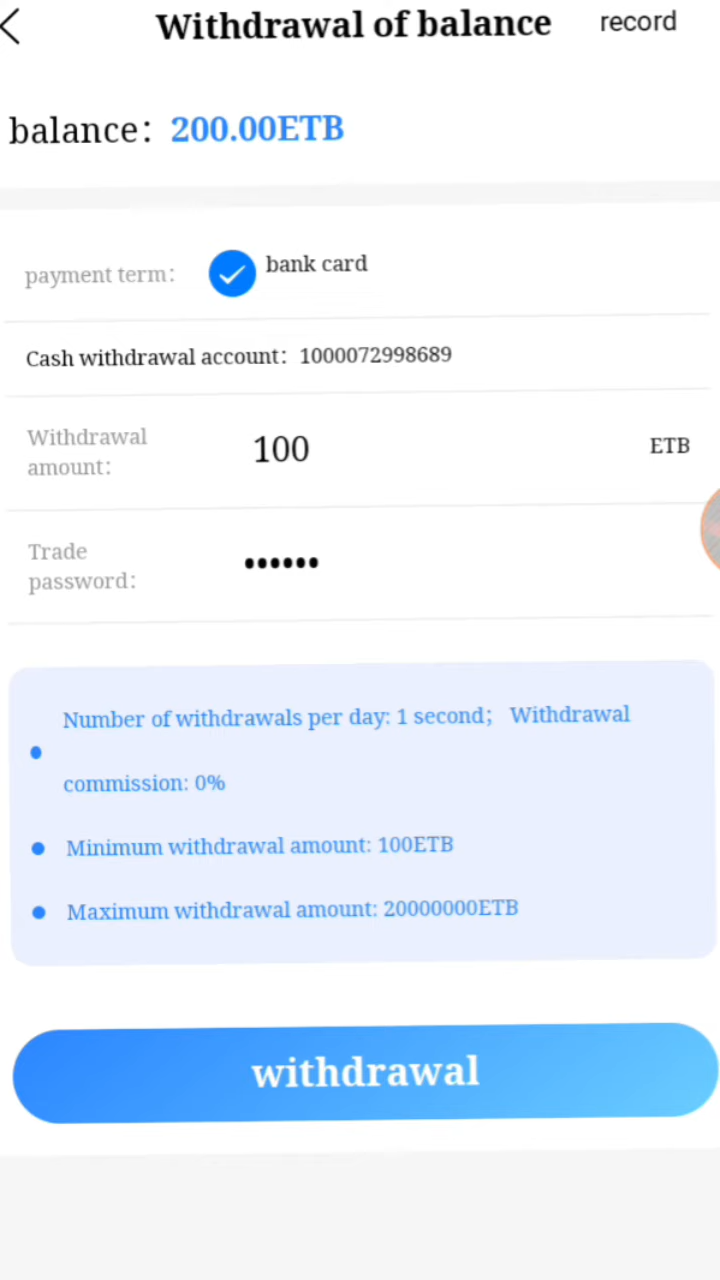 Withdrawal of balance record
balance: 200.00ETB
payment term: bank card
Cash withdrawal account: 1000072998689
Withdrawal amount: 100 ETB
Trade password: ••••••
Number of withdrawals per day: 1 second; Withdrawal
commission: 0%
Minimum withdrawal amount: 100ETB
Maximum withdrawal amount: 20000000ETB
withdrawal